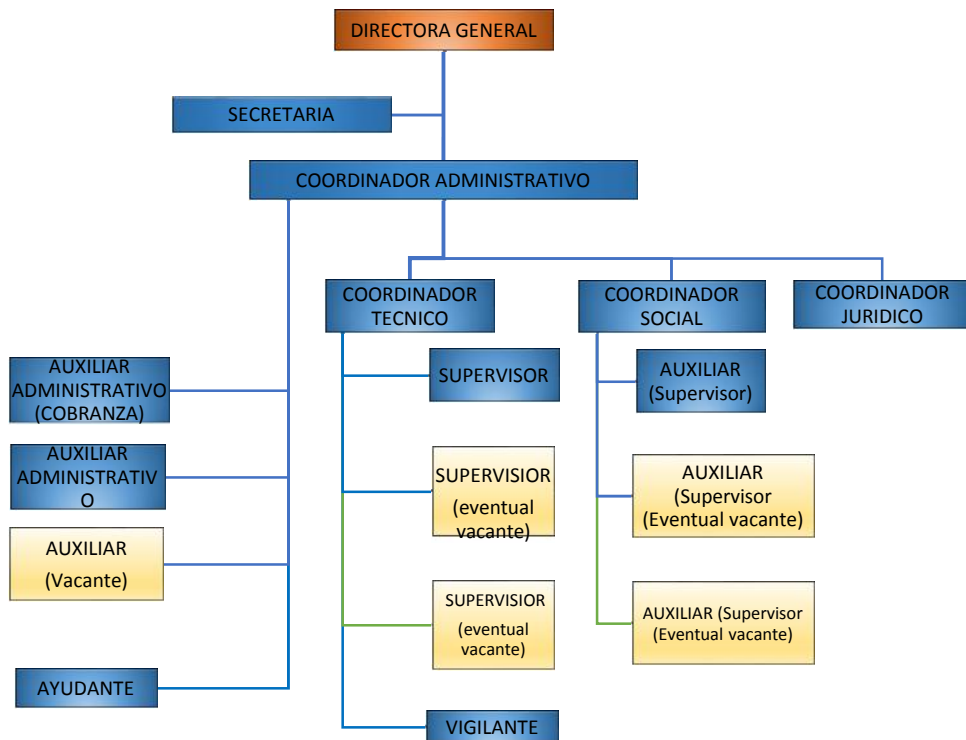 DIRECTORA GENERAL
SECRETARIA
COORDINADOR ADMINISTRATIVO
COORDINADOR
TECNICO
COORDINADOR
SOCIAL
COORDINADOR
JURIDICO
AUXILIAR
ADMINISTRATIVO
(COBRANZA)
AUXILIAR
ADMINISTRATIV
O
AUXILIAR
(Vacante)
AYUDANTE
SUPERVISOR
SUPERVISIOR
(eventual
vacante)
SUPERVISIOR
(eventual
vacante)
VIGILANTE
AUXILIAR
(Supervisor)
AUXILIAR
(Supervisor
(Eventual vacante)
AUXILIAR (Supervisor
(Eventual vacante)